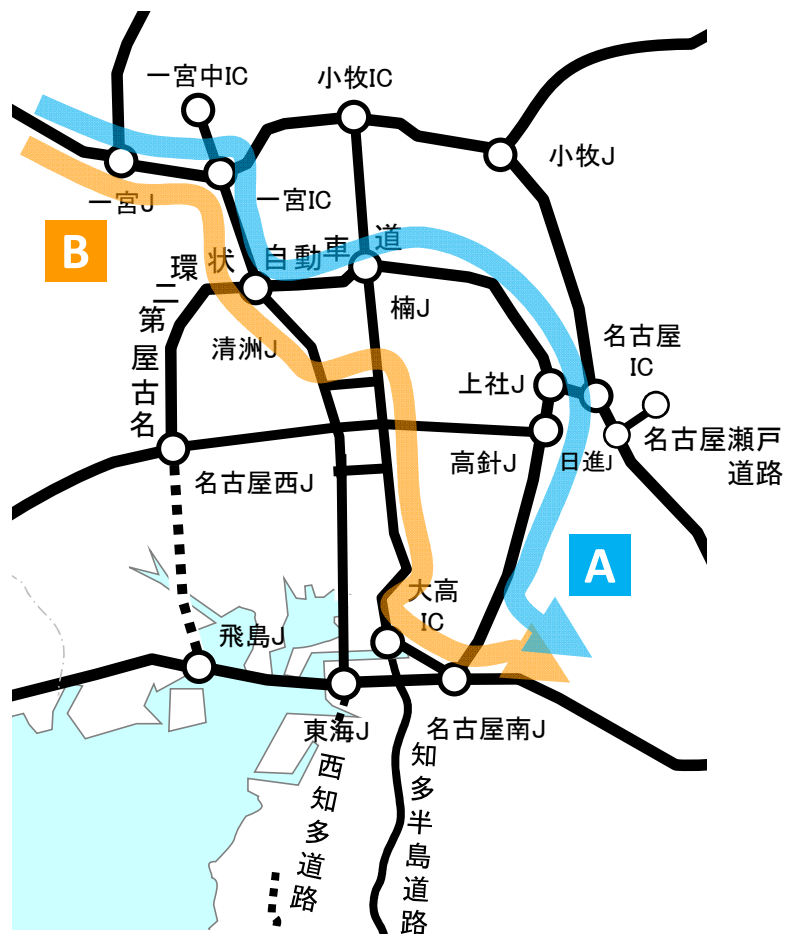 一宮中IC
小牧IC
小牧J
一宮J
一宮IC
B
名古屋第二環状自動車道
楠J
清洲J
名古屋
IC
上社J
名古屋瀬戸
道路
高針J
日進J
名古屋西J
A
大高
IC
飛島J
東海J
名古屋南J
西知多道路
知多半島道路